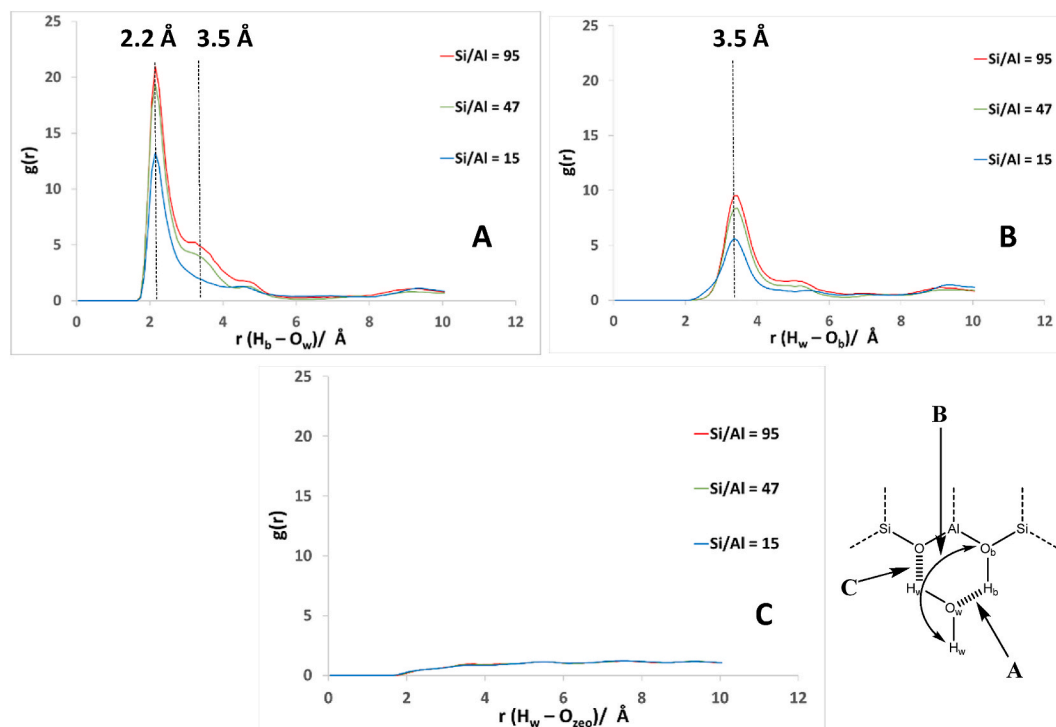 2.2 Å 3.5 Å
25
20
15
10
5
0
g(r)
Si/Al = 95
Si/Al = 47
Si/Al = 15
A
0 2 4 6 8 10 12
r (Hb – Ow)/ Å
3.5 Å
25
20
15
10
5
0
g(r)
Si/Al = 95
Si/Al = 47
Si/Al = 15
B
0 2 4 6 8 10 12
r (Hw – Ob)/ Å
25
20
15
10
5
0
g(r)
Si/Al = 95
Si/Al = 47
Si/Al = 15
C
0 2 4 6 8 10 12
r (Hw – Ozeo)/ Å
B
Si Al Si
O Ob
C Hw Hb
Ow
Hw
A